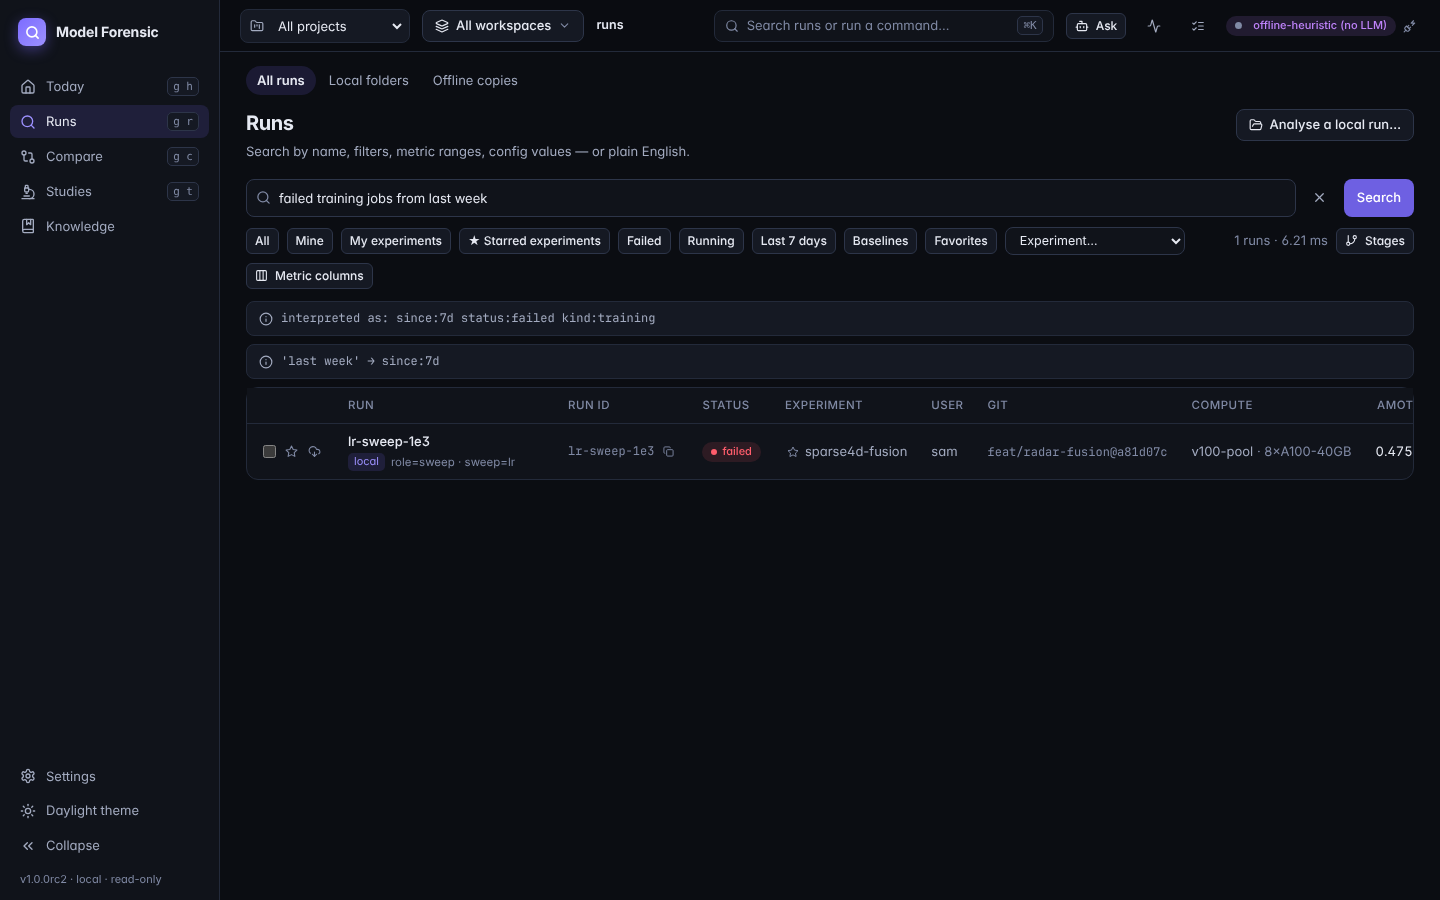 Model Forensic
Today g h
Runs g r
Compare g c
Studies g t
Knowledge
Settings
Daylight theme
Collapse
v1.0.0rc2 · local · read-only
All projects All workspaces runs Search runs or run a command... ⌘K Ask offline-heuristic (no LLM)
All runs Local folders Offline copies
Runs
Analyse a local run...
Search by name, filters, metric ranges, config values — or plain English.
failed training jobs from last week Search
All Mine My experiments ★ Starred experiments Failed Running Last 7 days Baselines Favorites Experiment... 1 runs · 6.21 ms Stages
Metric columns
interpreted as: since:7d status:failed kind:training
'last week' → since:7d
RUN RUN ID STATUS EXPERIMENT USER GIT COMPUTE AMOT
lr-sweep-1e3 lr-sweep-1e3 failed sparse4d-fusion sam feat/radar-fusion@a81d07c v100-pool · 8×A100-40GB 0.475
local role=sweep · sweep=lr